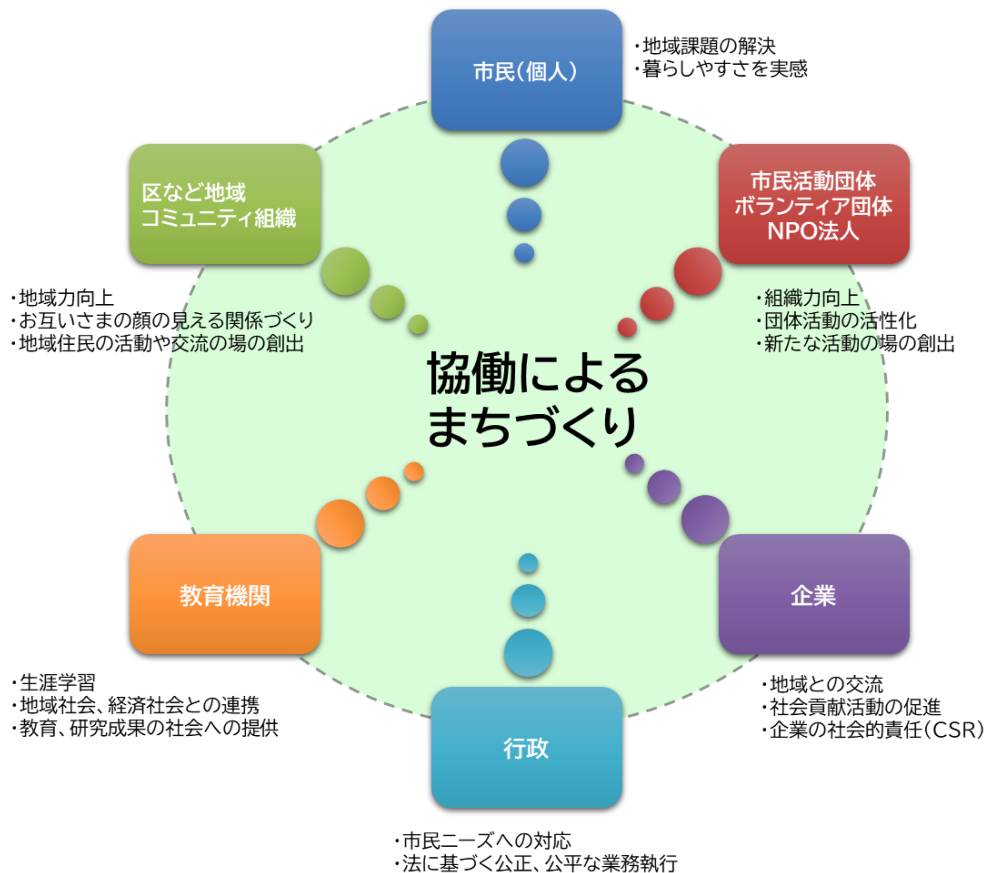 市民(個人)
・地域課題の解決
・暮らしやすさを実感
市民活動団体
ボランティア団体
NPO法人
・組織力向上
・団体活動の活性化
・新たな活動の場の創出
区など地域
コミュニティ組織
・地域力向上
・お互いさまの顔の見える関係づくり
・地域住民の活動や交流の場の創出
協働による
まちづくり
教育機関
・生涯学習
・地域社会、経済社会との連携
・教育、研究成果の社会への提供
企業
・地域との交流
・社会貢献活動の促進
・企業の社会的責任(CSR)
行政
・市民ニーズへの対応
・法に基づく公正、公平な業務執行